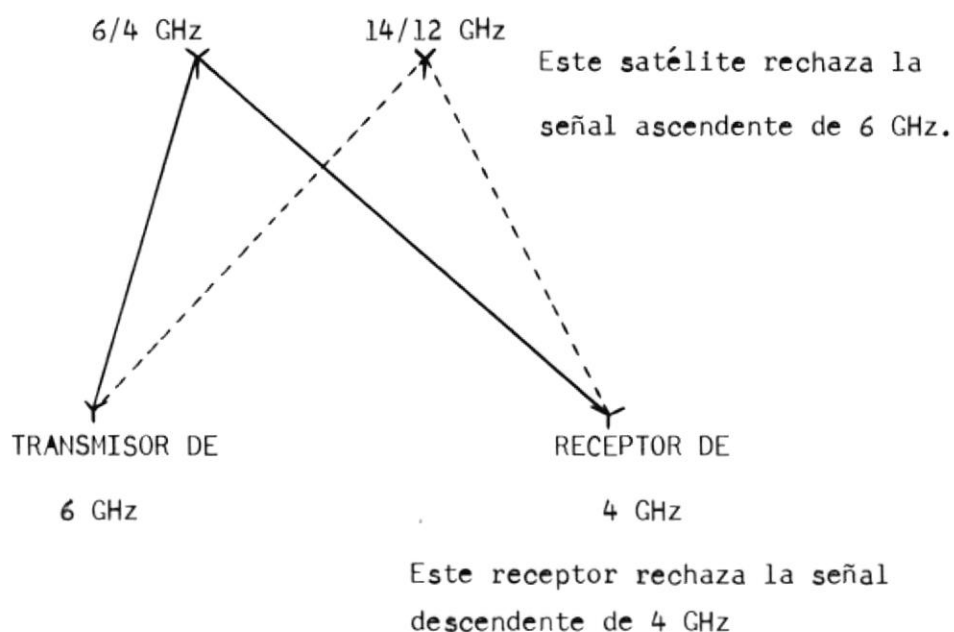 6/4 GHz
14/12 GHz
Este satélite rechaza la
señal ascendente de 6 GHz.
TRANSMISOR DE
6 GHz
RECEPTOR DE
4 GHz
Este receptor rechaza la señal
descendente de 4 GHz